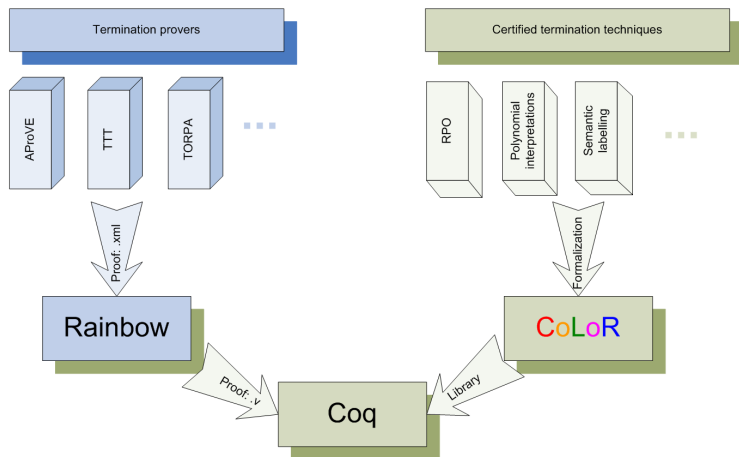 Termination provers
Certified termination techniques
AProVE
TTT
TORPA
RPO
Polynomial
interpretations
Semantic
labelling
Proof: .xml
Formalization
Rainbow
CoLoR
Proof: .v
Library
Coq